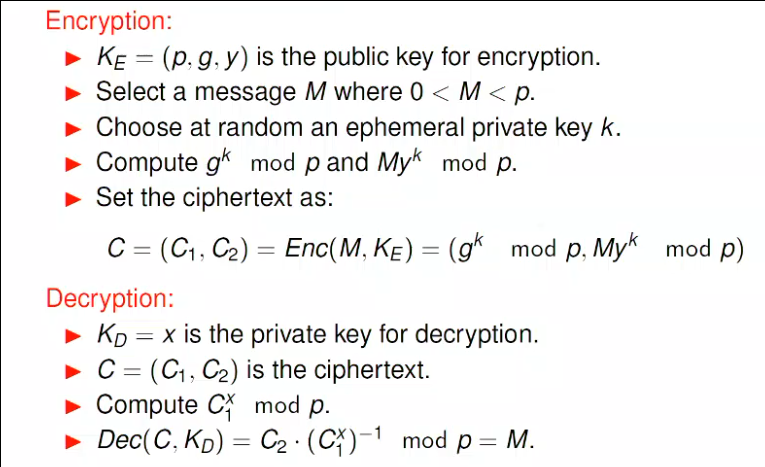 Encryption:
► K_E = (p, g, y) is the public key for encryption.
► Select a message M where 0 < M < p.
► Choose at random an ephemeral private key k.
► Compute g^k mod p and My^k mod p.
► Set the ciphertext as:
C = (C_1, C_2) = Enc(M, K_E) = (g^k mod p, My^k mod p)
Decryption:
► K_D = x is the private key for decryption.
► C = (C_1, C_2) is the ciphertext.
► Compute C_1^x mod p.
► Dec(C, K_D) = C_2 · (C_1^x)^{-1} mod p = M.